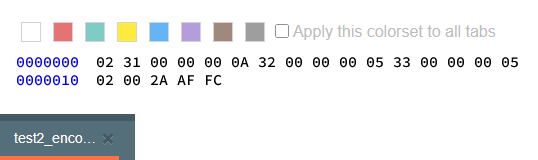 Apply this colorset to all tabs
0000000 02 31 00 00 00 0A 32 00 00 00 05 33 00 00 00 05
0000010 02 00 2A AF FC
test2_enco... ×